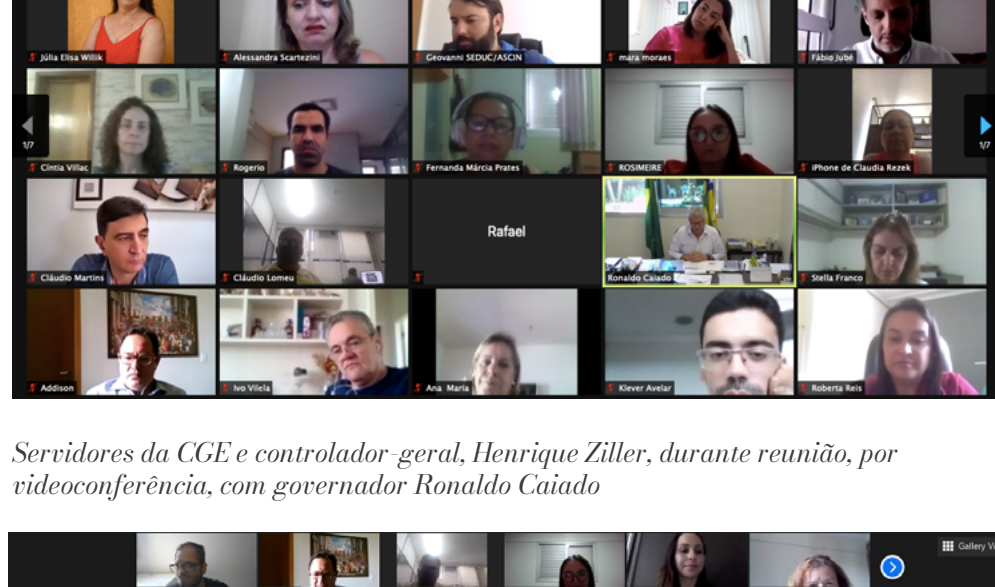 Júlia Elisa Willik
Alessandra Scartezini
Geovanni SEDUC/ASCIN
mara moraes
Fábio Jubé
1/7
Cíntia Villac
Rogerio
Fernanda Márcia Prates
ROSIMEIRE
iPhone de Claudia Rezek
1/7
Cláudio Martins
Cláudio Lomeu
Rafael
Ronaldo Caiado
Stella Franco
Addison
Ivo Vilela
Ana Maria
Klever Avelar
Roberta Reis
Servidores da CGE e controlador-geral, Henrique Ziller, durante reunião, por
videoconferência, com governador Ronaldo Caiado
Gallery